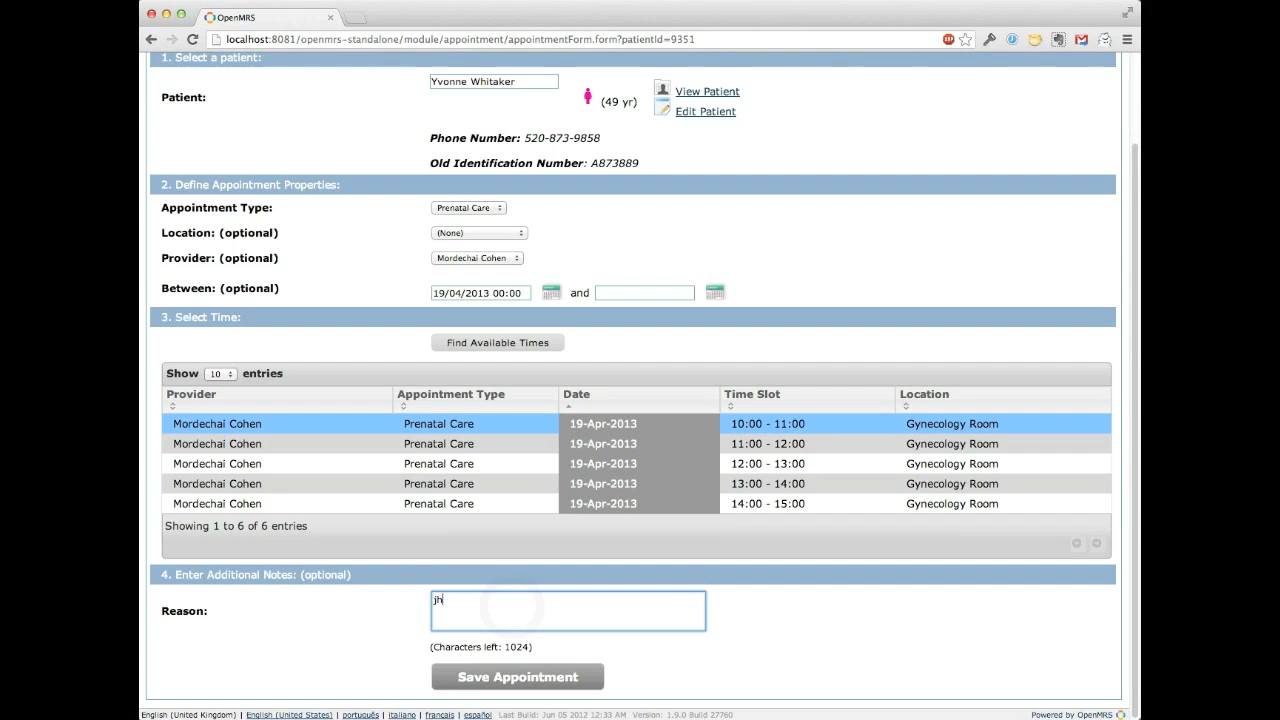 OpenMRS
localhost:8081/openmrs-standalone/module/appointment/appointmentForm.form?patientId=9351
1. Select a patient:
Patient:
Yvonne Whitaker
(49 yr)
View Patient
Edit Patient
Phone Number: 520-873-9858
Old Identification Number: A873889
2. Define Appointment Properties:
Appointment Type: Prenatal Care
Location: (optional) (None)
Provider: (optional) Mordechai Cohen
Between: (optional) 19/04/2013 00:00 and
3. Select Time:
Find Available Times
Show 10 entries
Provider Appointment Type Date Time Slot Location
Mordechai Cohen Prenatal Care 19-Apr-2013 10:00 - 11:00 Gynecology Room
Mordechai Cohen Prenatal Care 19-Apr-2013 11:00 - 12:00 Gynecology Room
Mordechai Cohen Prenatal Care 19-Apr-2013 12:00 - 13:00 Gynecology Room
Mordechai Cohen Prenatal Care 19-Apr-2013 13:00 - 14:00 Gynecology Room
Mordechai Cohen Prenatal Care 19-Apr-2013 14:00 - 15:00 Gynecology Room
Showing 1 to 6 of 6 entries
4. Enter Additional Notes: (optional)
Reason: jh
(Characters left: 1024)
Save Appointment
English (United Kingdom) | English (United States) | português | italiano | français | español Last Build: Jun 05 2012 12:33 AM Version: 1.9.0 Build 27760 Powered by OpenMRS